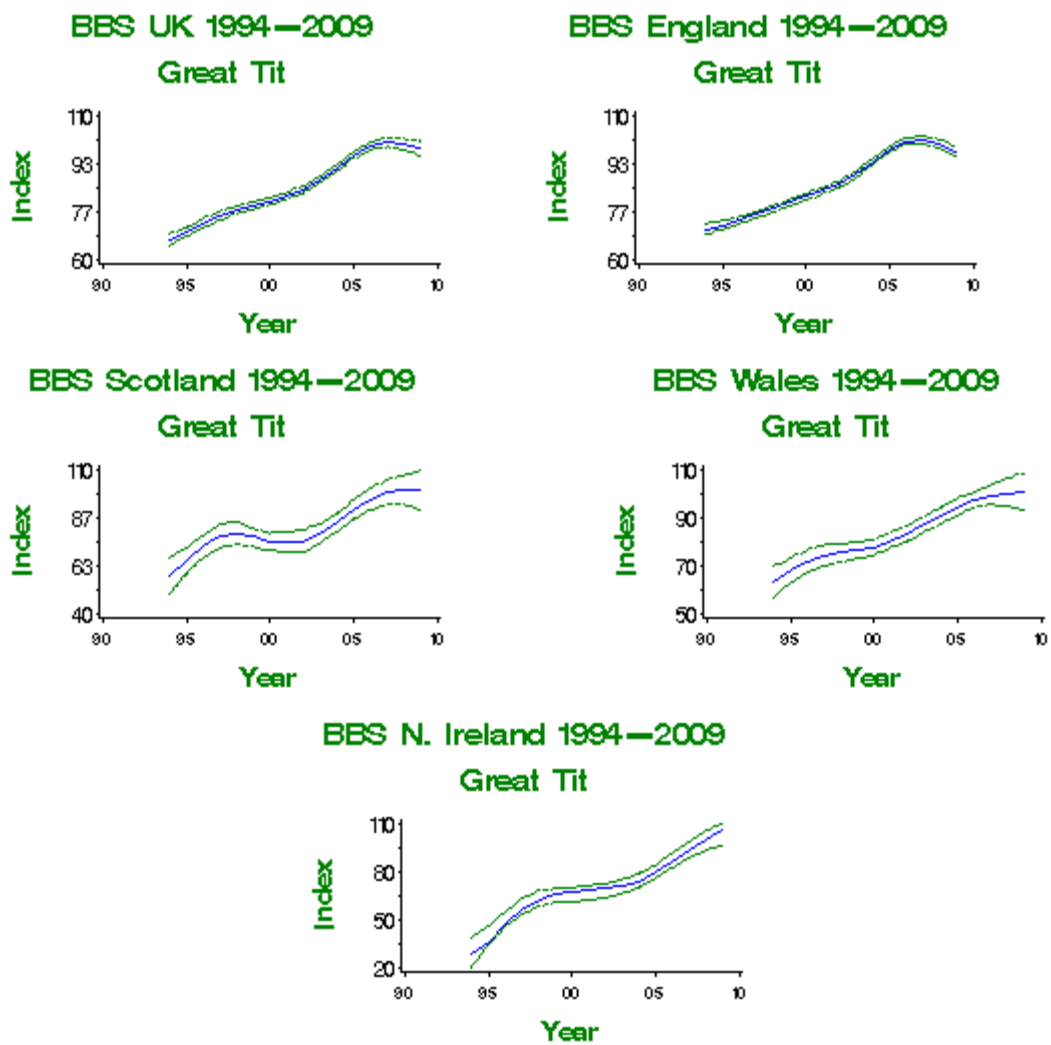 BBS UK 1994—2009
Great Tit
Index
110
93
77
60
90 95 00 05 10
Year
BBS England 1994—2009
Great Tit
Index
110
93
77
60
90 95 00 05 10
Year
BBS Scotland 1994—2009
Great Tit
Index
110
87
63
40
90 95 00 05 10
Year
BBS Wales 1994—2009
Great Tit
Index
110
90
70
50
90 95 00 05 10
Year
BBS N. Ireland 1994—2009
Great Tit
Index
110
80
50
20
90 95 00 05 10
Year